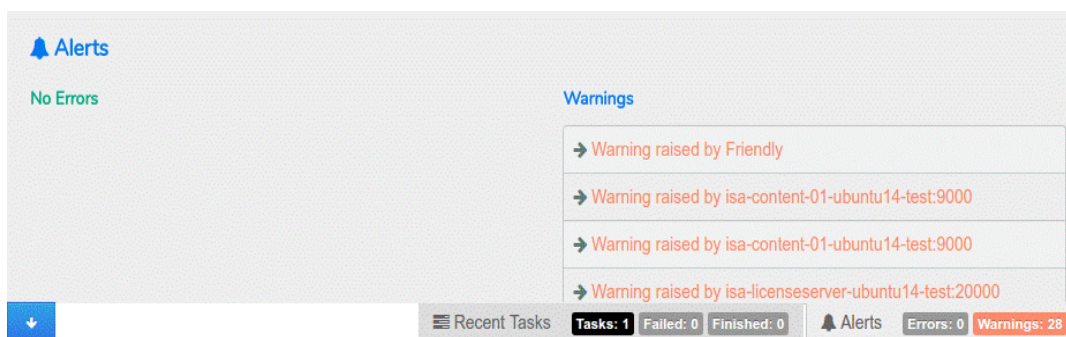 Alerts
No Errors
Warnings
Warning raised by Friendly
Warning raised by isa-content-01-ubuntu14-test:9000
Warning raised by isa-content-01-ubuntu14-test:9000
Warning raised by isa-licenseserver-ubuntu14-test:20000
Recent Tasks Tasks: 1 Failed: 0 Finished: 0 Alerts Errors: 0 Warnings: 28